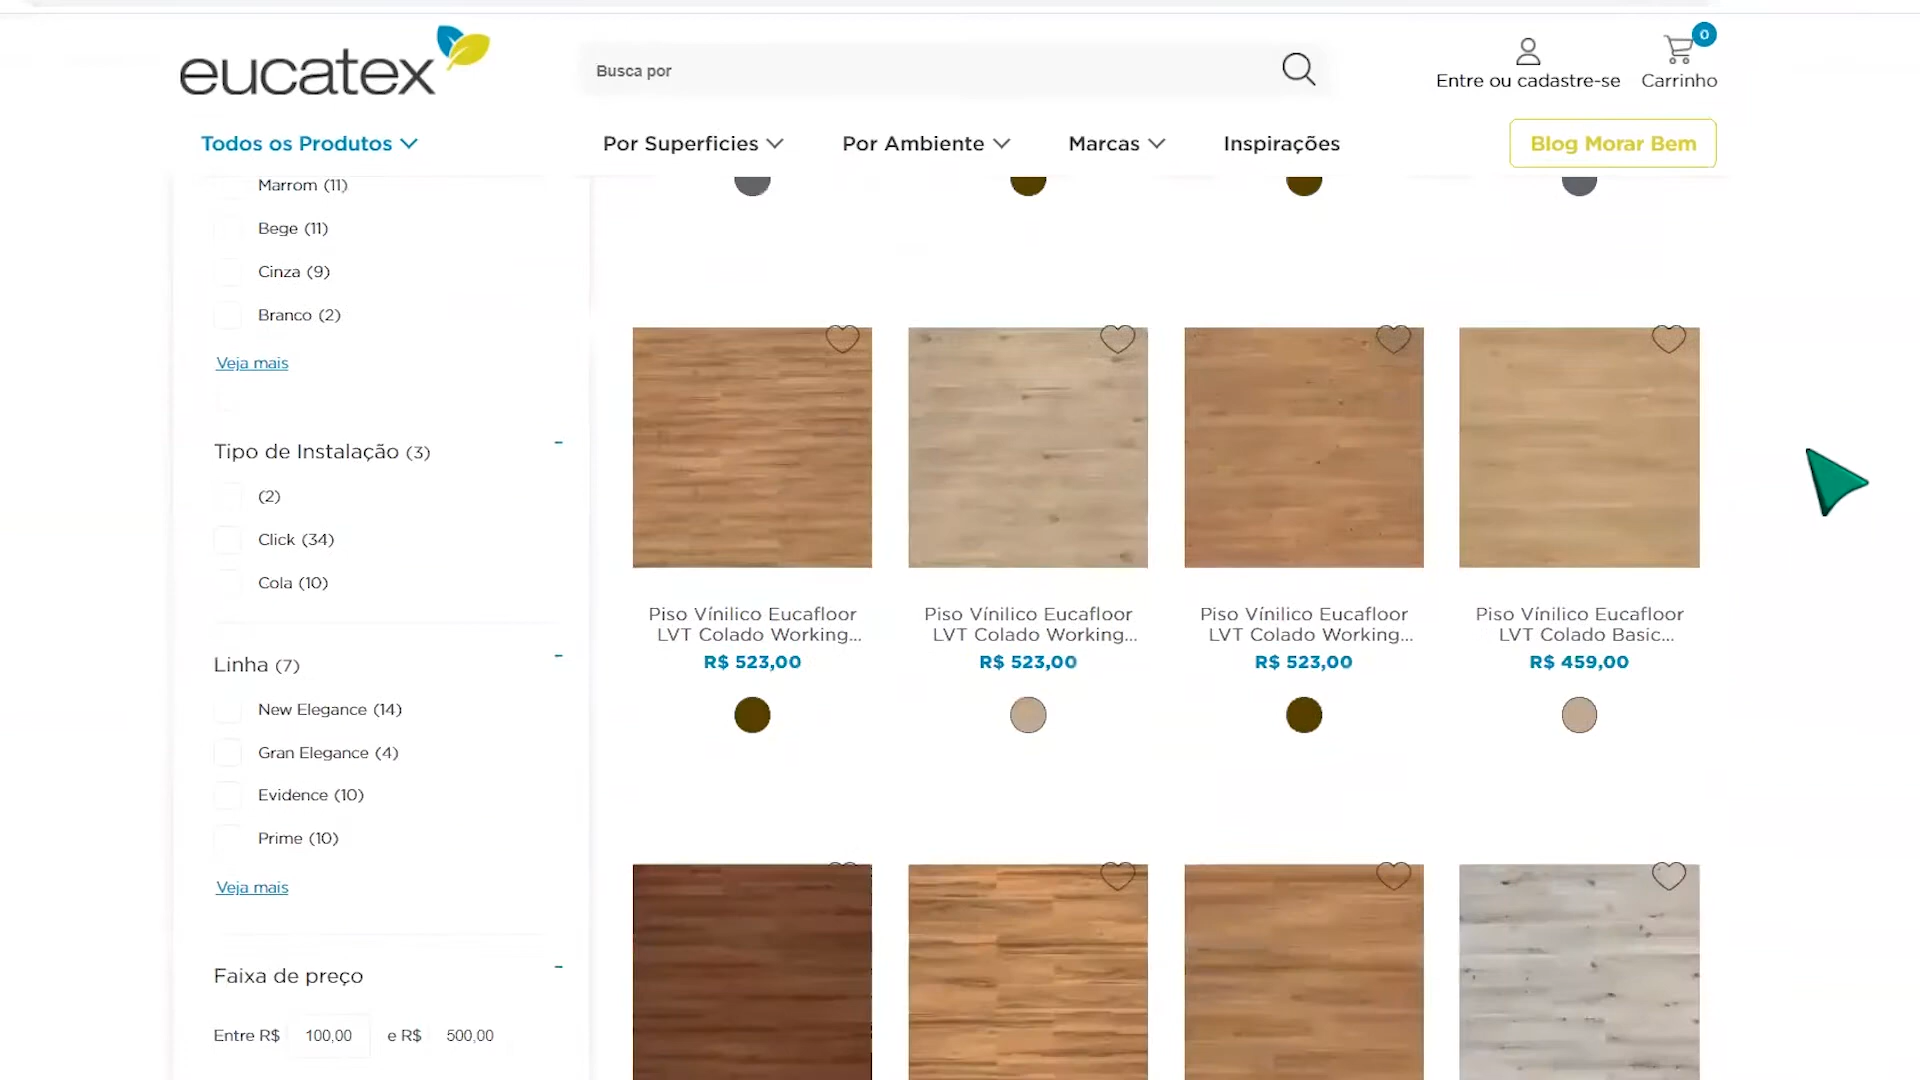 eucatex
Busca por
Entre ou cadastre-se
0
Carrinho
Todos os Produtos
Por Superficies
Por Ambiente
Marcas
Inspirações
Blog Morar Bem
Marrom (11)
Bege (11)
Cinza (9)
Branco (2)
Veja mais
Tipo de Instalação (3)
(2)
Click (34)
Cola (10)
Linha (7)
New Elegance (14)
Gran Elegance (4)
Evidence (10)
Prime (10)
Veja mais
Faixa de preço
Entre R$ 100,00 e R$ 500,00
Piso Vínilico Eucafloor
LVT Colado Working...
R$ 523,00
Piso Vínilico Eucafloor
LVT Colado Working...
R$ 523,00
Piso Vínilico Eucafloor
LVT Colado Working...
R$ 523,00
Piso Vínilico Eucafloor
LVT Colado Basic...
R$ 459,00